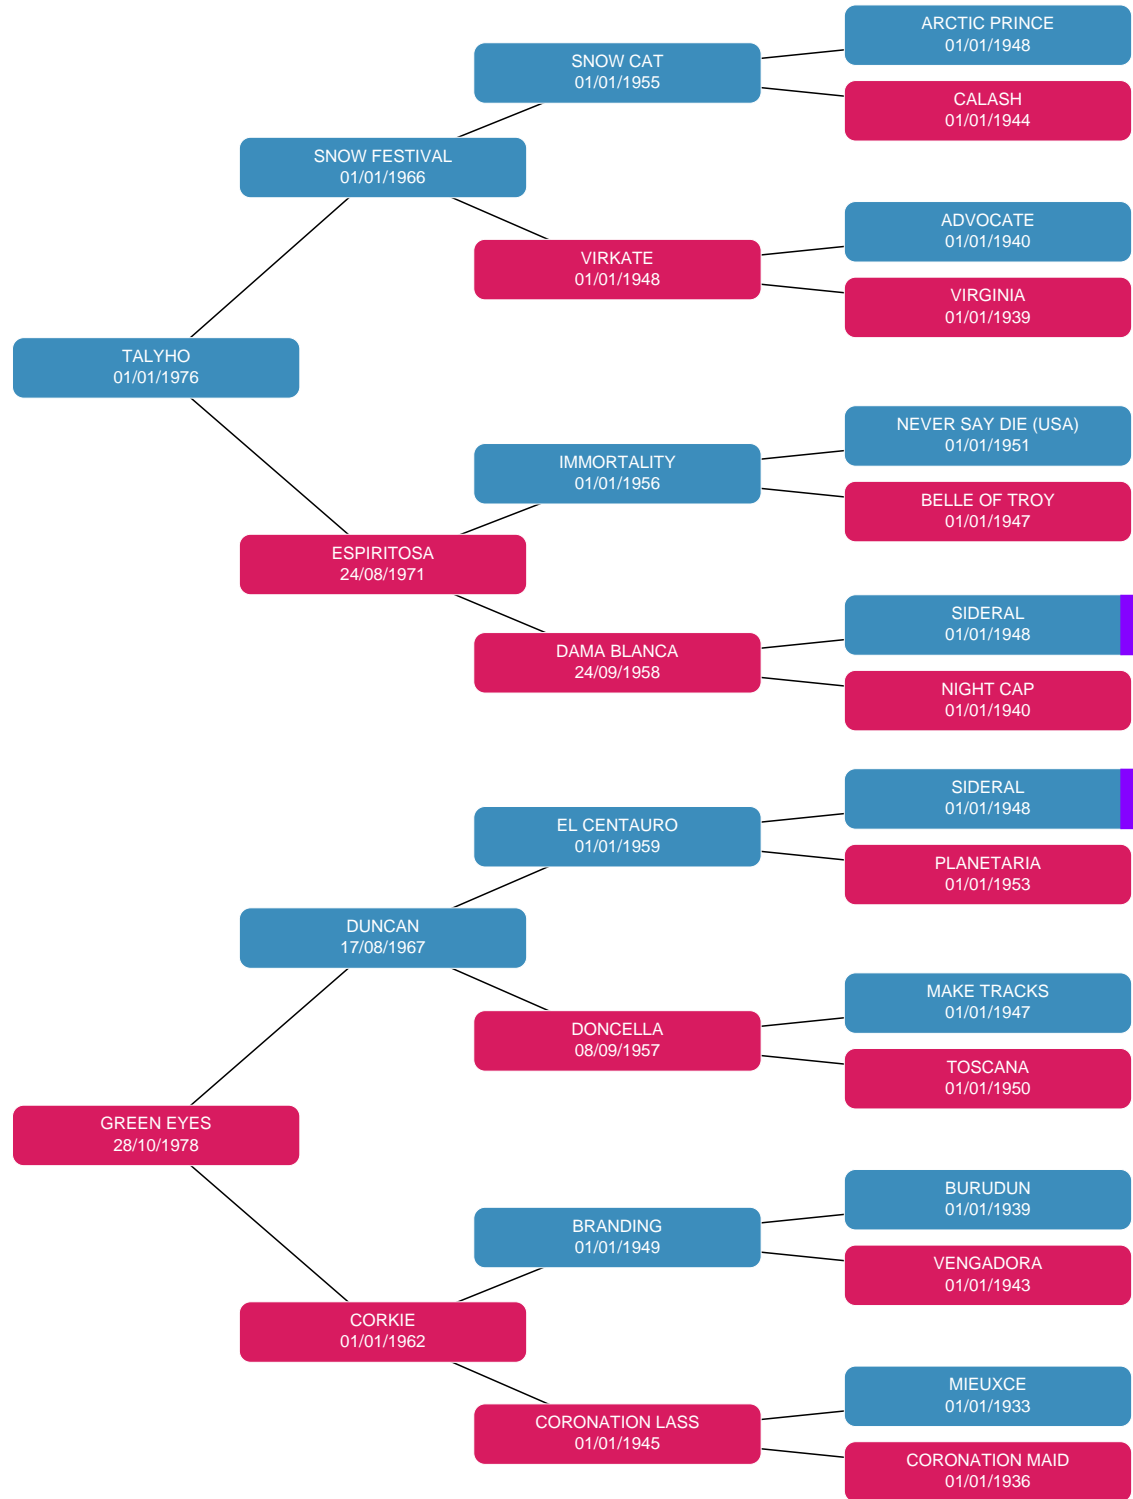 ARCTIC PRINCE
01/01/1948
SNOW CAT
01/01/1955
CALASH
01/01/1944
SNOW FESTIVAL
01/01/1966
ADVOCATE
01/01/1940
VIRKATE
01/01/1948
VIRGINIA
01/01/1939
TALYHO
01/01/1976
NEVER SAY DIE (USA)
01/01/1951
IMMORTALITY
01/01/1956
BELLE OF TROY
01/01/1947
ESPIRITOSA
24/08/1971
SIDERAL
01/01/1948
DAMA BLANCA
24/09/1958
NIGHT CAP
01/01/1940
SIDERAL
01/01/1948
EL CENTAURO
01/01/1959
PLANETARIA
01/01/1953
DUNCAN
17/08/1967
MAKE TRACKS
01/01/1947
DONCELLA
08/09/1957
TOSCANA
01/01/1950
GREEN EYES
28/10/1978
BURUDUN
01/01/1939
BRANDING
01/01/1949
VENGADORA
01/01/1943
CORKIE
01/01/1962
MIEUXCE
01/01/1933
CORONATION LASS
01/01/1945
CORONATION MAID
01/01/1936